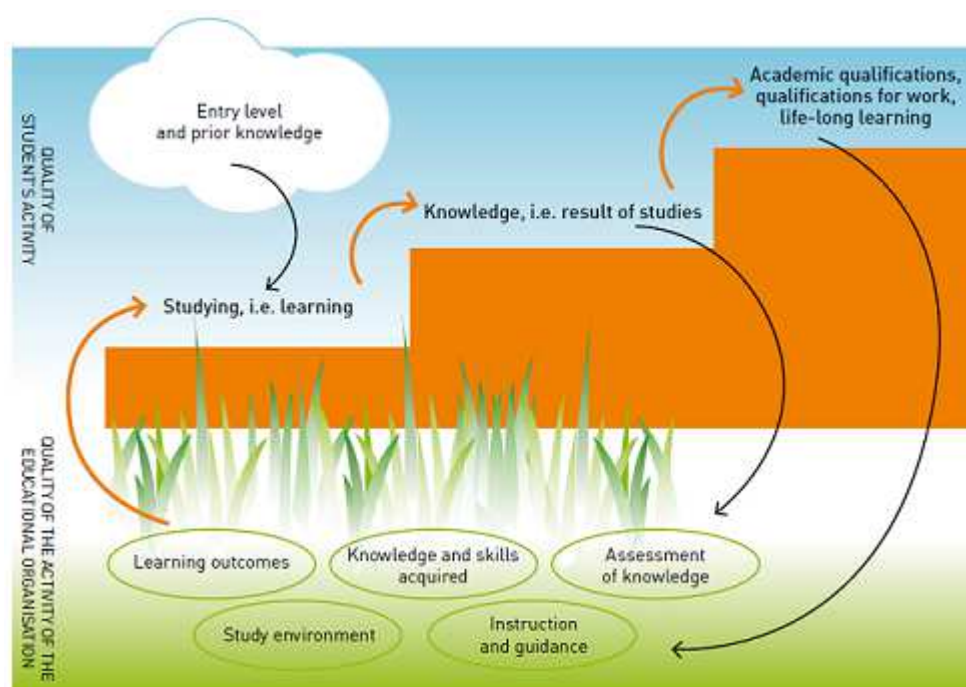 Entry level
and prior knowledge
Academic qualifications,
qualifications for work,
life-long learning
Knowledge, i.e. result of studies
Studying, i.e. learning
QUALITY OF
STUDENT'S ACTIVITY
QUALITY OF THE ACTIVITY OF THE
EDUCATIONAL ORGANISATION
Learning outcomes
Knowledge and skills
acquired
Assessment
of knowledge
Study environment
Instruction
and guidance